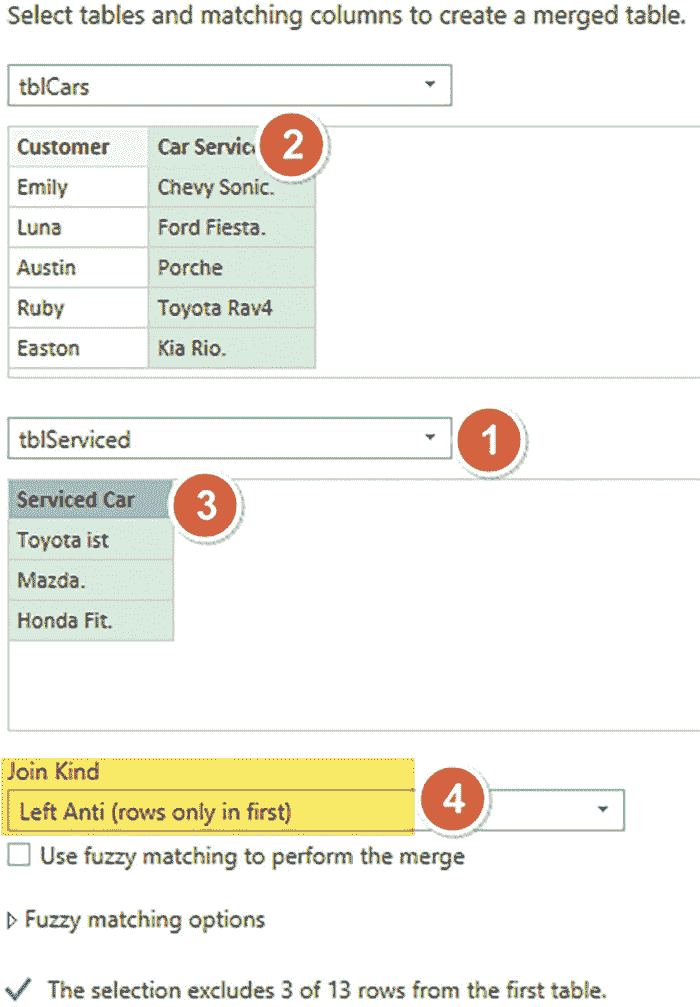 Select tables and matching columns to create a merged table.
tblCars
Customer Car Servic 2
Emily Chevy Sonic.
Luna Ford Fiesta.
Austin Porche
Ruby Toyota Rav4
Easton Kia Rio.
tblServiced 1
Serviced Car 3
Toyota ist
Mazda.
Honda Fit.
Join Kind
Left Anti (rows only in first) 4
Use fuzzy matching to perform the merge
Fuzzy matching options
The selection excludes 3 of 13 rows from the first table.